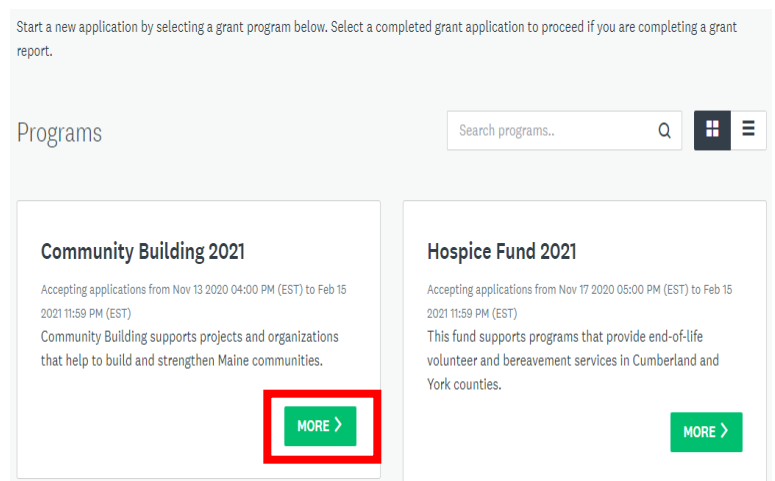 Start a new application by selecting a grant program below. Select a completed grant application to proceed if you are completing a grant
report.
Programs
Search programs..
Community Building 2021
Accepting applications from Nov 13 2020 04:00 PM (EST) to Feb 15
2021 11:59 PM (EST)
Community Building supports projects and organizations
that help to build and strengthen Maine communities.
MORE >
Hospice Fund 2021
Accepting applications from Nov 17 2020 05:00 PM (EST) to Feb 15
2021 11:59 PM (EST)
This fund supports programs that provide end-of-life
volunteer and bereavement services in Cumberland and
York counties.
MORE >